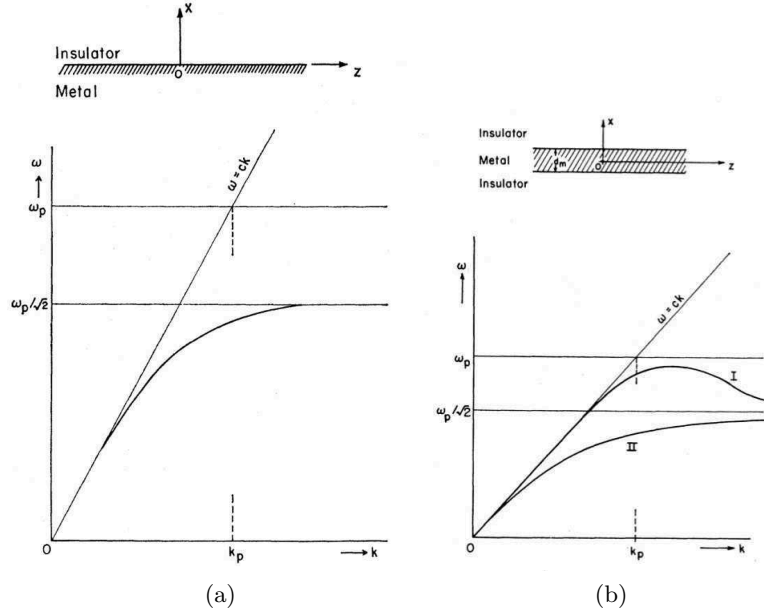 X
Insulator
O
Z
Metal
ω
ω = ck
ωp
ωp/√2
O
kp
k
(a)
X
Insulator
Metal
dm
O
Z
Insulator
ω
ω = ck
ωp
I
ωp/√2
II
O
kp
k
(b)